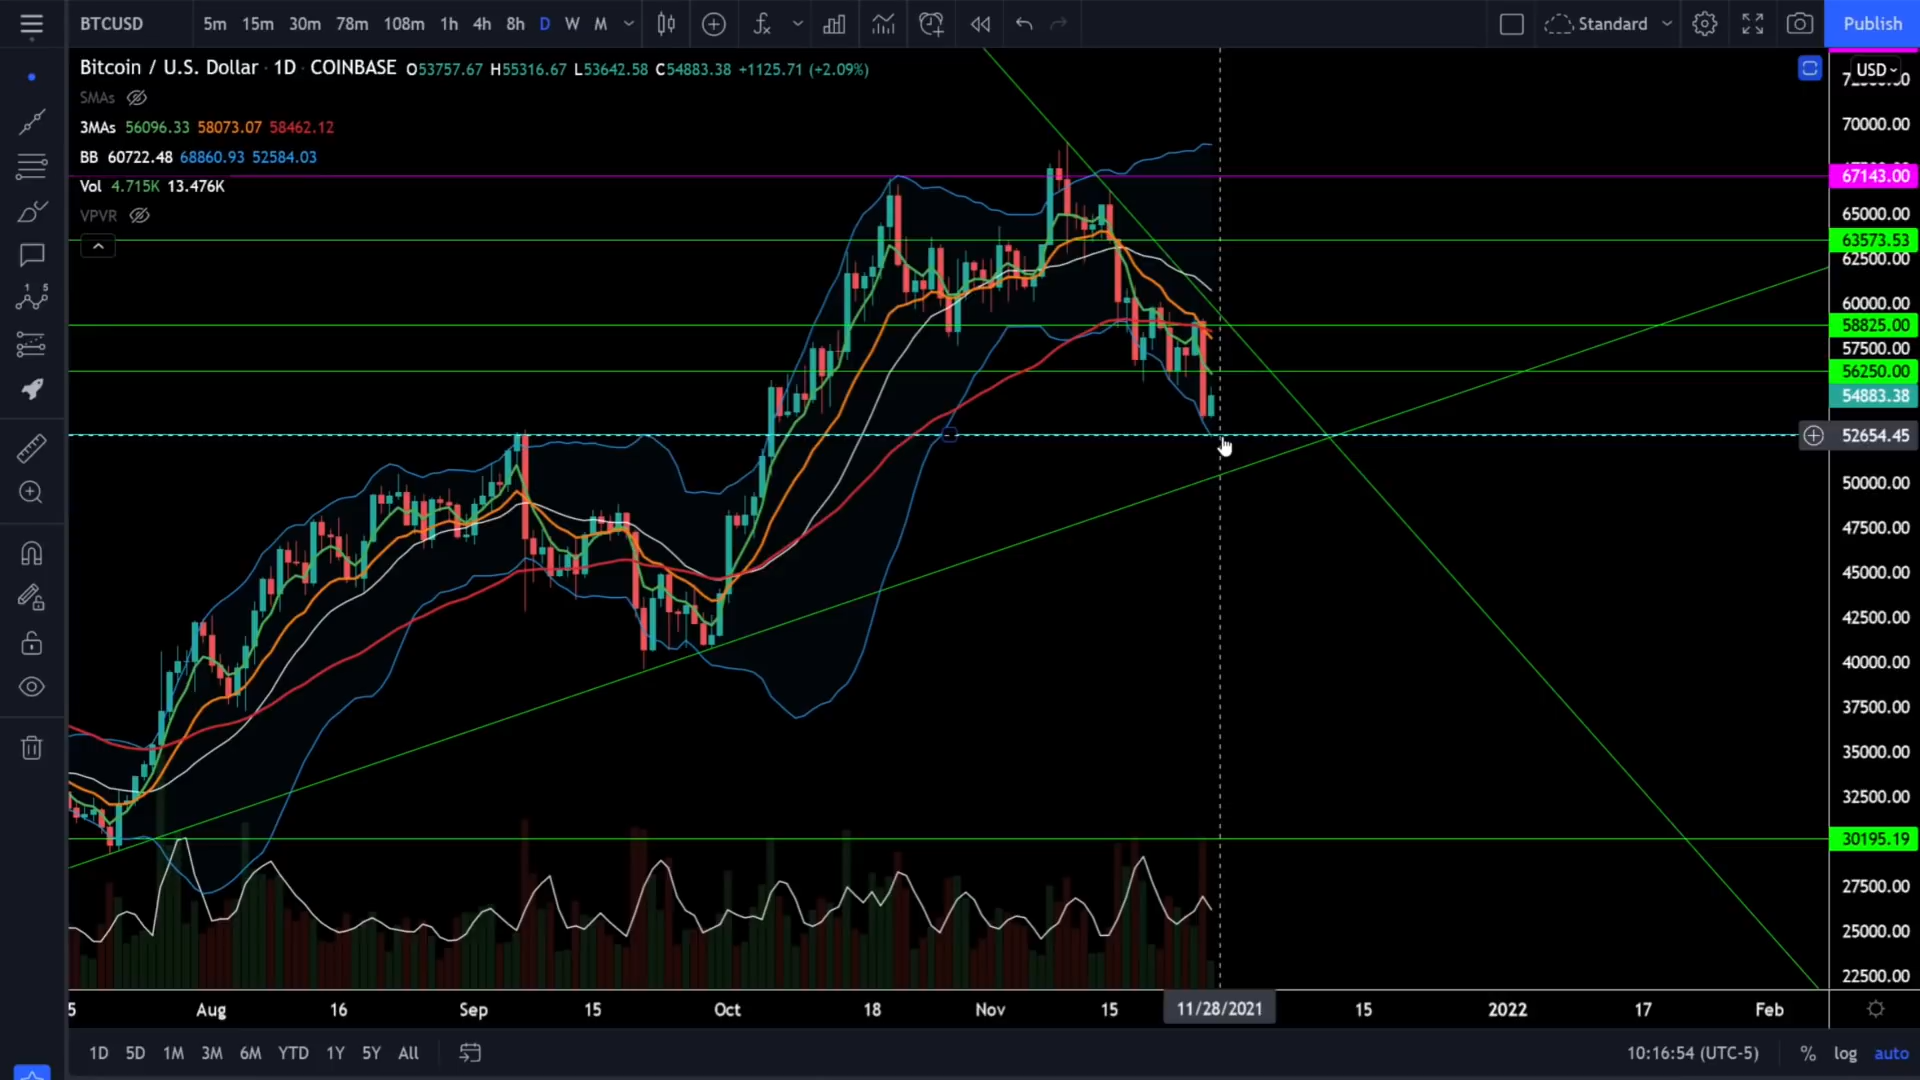 BTCUSD 5m 15m 30m 78m 108m 1h 4h 8h D W M Standard Publish
Bitcoin / U.S. Dollar · 1D · COINBASE O53757.67 H55316.67 L53642.58 C54883.38 +1125.71 (+2.09%)
USD
SMAs
3MAs 56096.33 58073.07 58462.12
BB 60722.48 68860.93 52584.03
Vol 4.715K 13.476K
VPVR
70000.00
67143.00
65000.00
63573.53
62500.00
60000.00
58825.00
57500.00
56250.00
54883.38
52654.45
50000.00
47500.00
45000.00
42500.00
40000.00
37500.00
35000.00
32500.00
30195.19
27500.00
25000.00
22500.00
5 Aug 16 Sep 15 Oct 18 Nov 15 11/28/2021 15 2022 17 Feb
1D 5D 1M 3M 6M YTD 1Y 5Y All 10:16:54 (UTC-5) % log auto